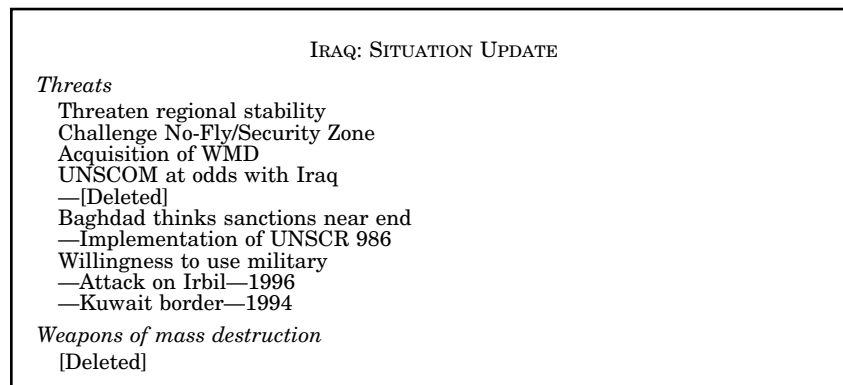 IRAQ: SITUATION UPDATE
Threats
Threaten regional stability
Challenge No-Fly/Security Zone
Acquisition of WMD
UNSCOM at odds with Iraq
—[Deleted]
Baghdad thinks sanctions near end
—Implementation of UNSCR 986
Willingness to use military
—Attack on Irbil—1996
—Kuwait border—1994
Weapons of mass destruction
[Deleted]